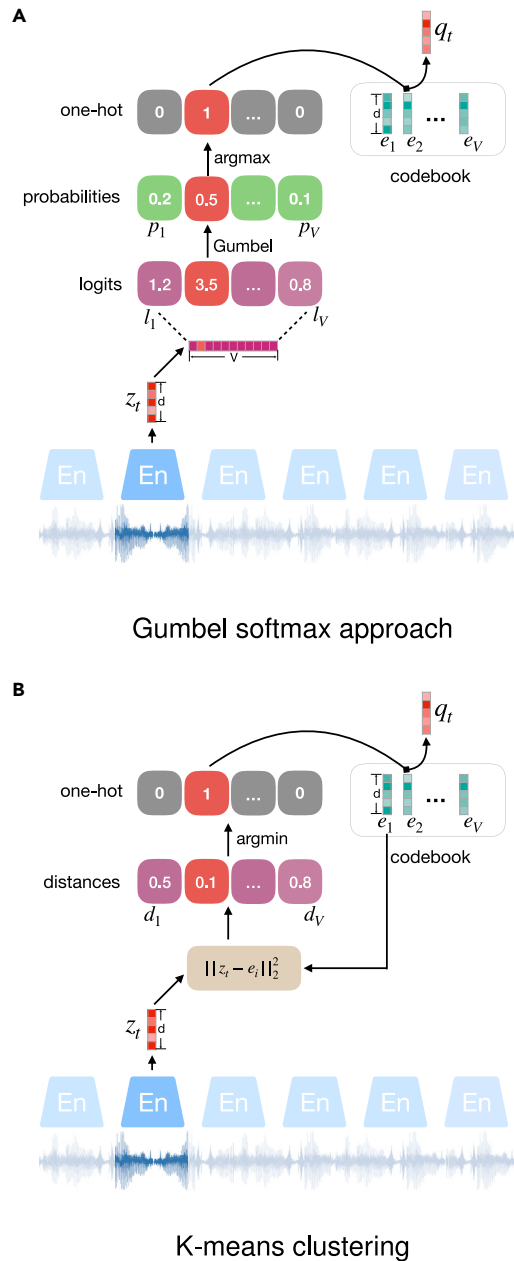 A
q_t
one-hot 0 1 ... 0
d
e_1 e_2 ... e_V
argmax
codebook
probabilities 0.2 0.5 ... 0.1
p_1 p_V
Gumbel
logits 1.2 3.5 ... 0.8
l_1 l_V
V
z_t d
En En En En En En
Gumbel softmax approach
B
q_t
one-hot 0 1 ... 0
d
e_1 e_2 ... e_V
argmin
codebook
distances 0.5 0.1 ... 0.8
d_1 d_V
|| z_t – e_i ||_2^2
z_t d
En En En En En En
K-means clustering